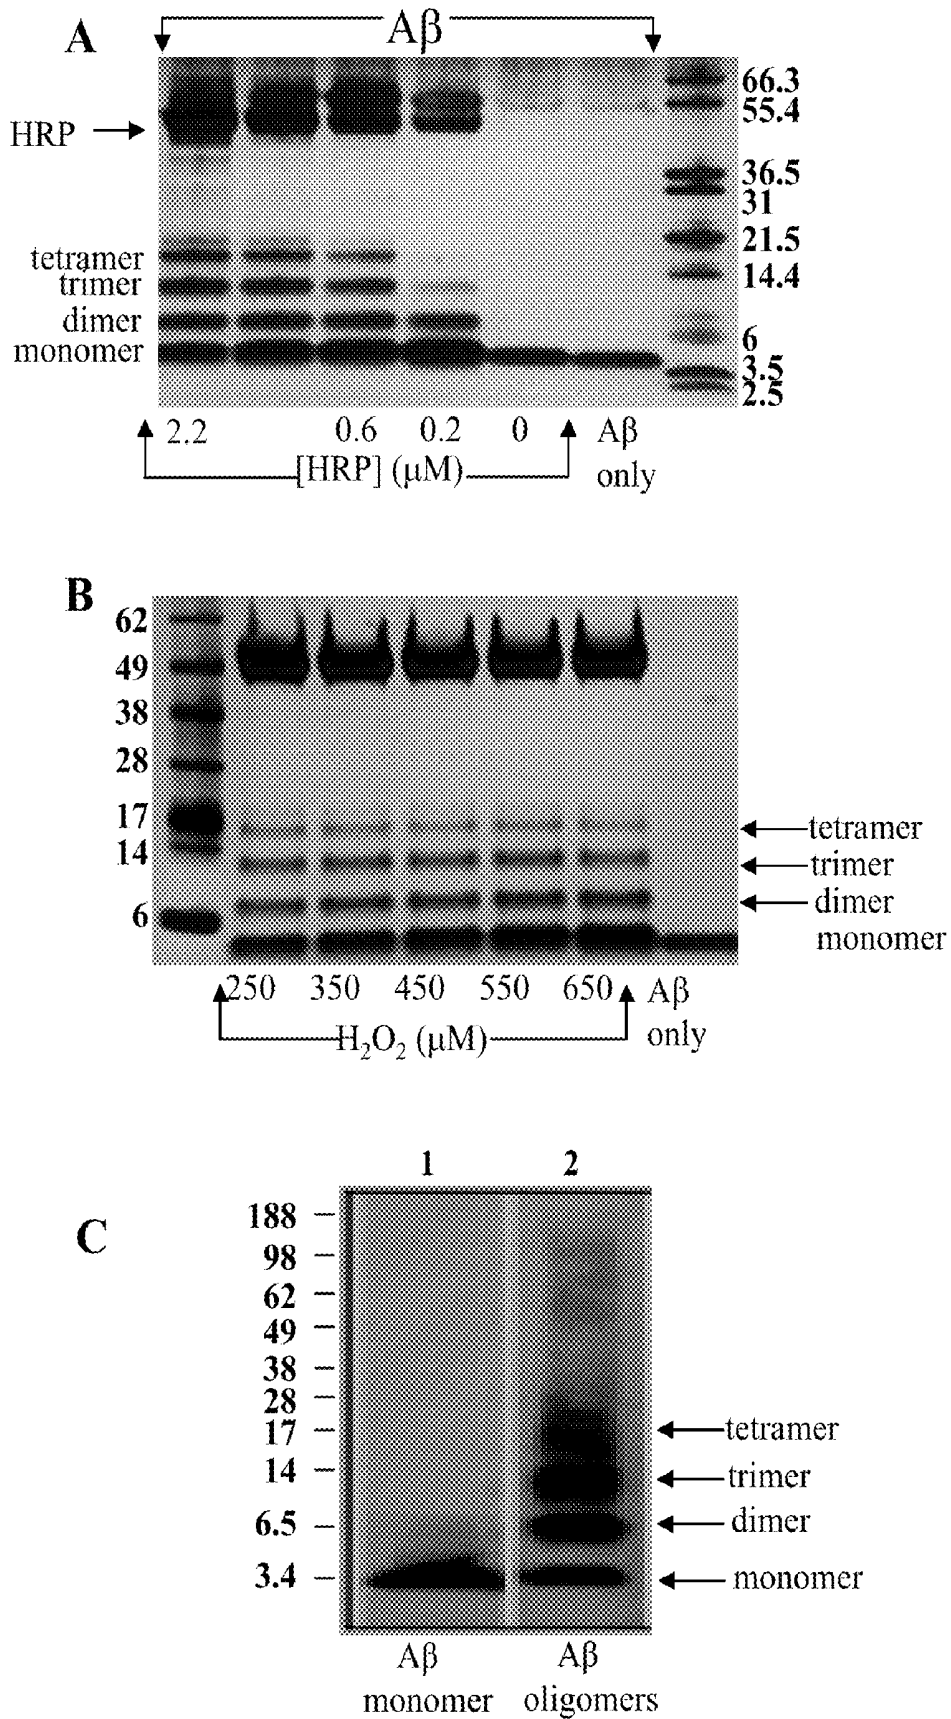 A
Aβ
HRP
66.3
55.4
36.5
31
21.5
14.4
6
3.5
2.5
tetramer
trimer
dimer
monomer
2.2 0.6 0.2 0 Aβ
[HRP] (μM) only
B
62
49
38
28
17
14
6
tetramer
trimer
dimer
monomer
250 350 450 550 650 Aβ
H₂O₂ (μM) only
1 2
C
188
98
62
49
38
28
17
14
6.5
3.4
tetramer
trimer
dimer
monomer
Aβ Aβ
monomer oligomers